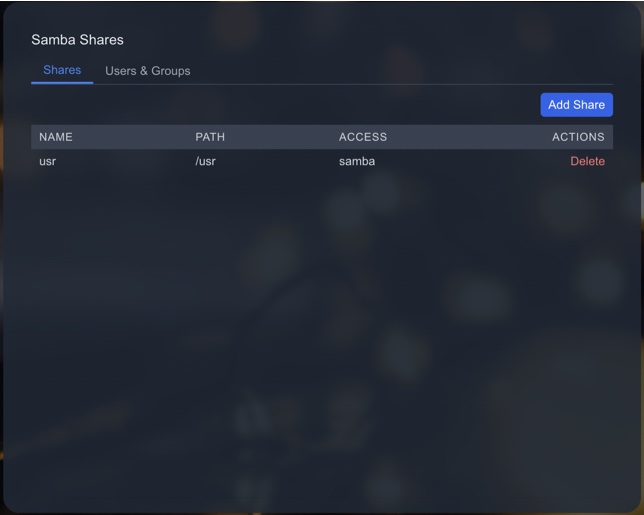 Samba Shares
Shares Users & Groups
Add Share
NAME PATH ACCESS ACTIONS
usr /usr samba Delete